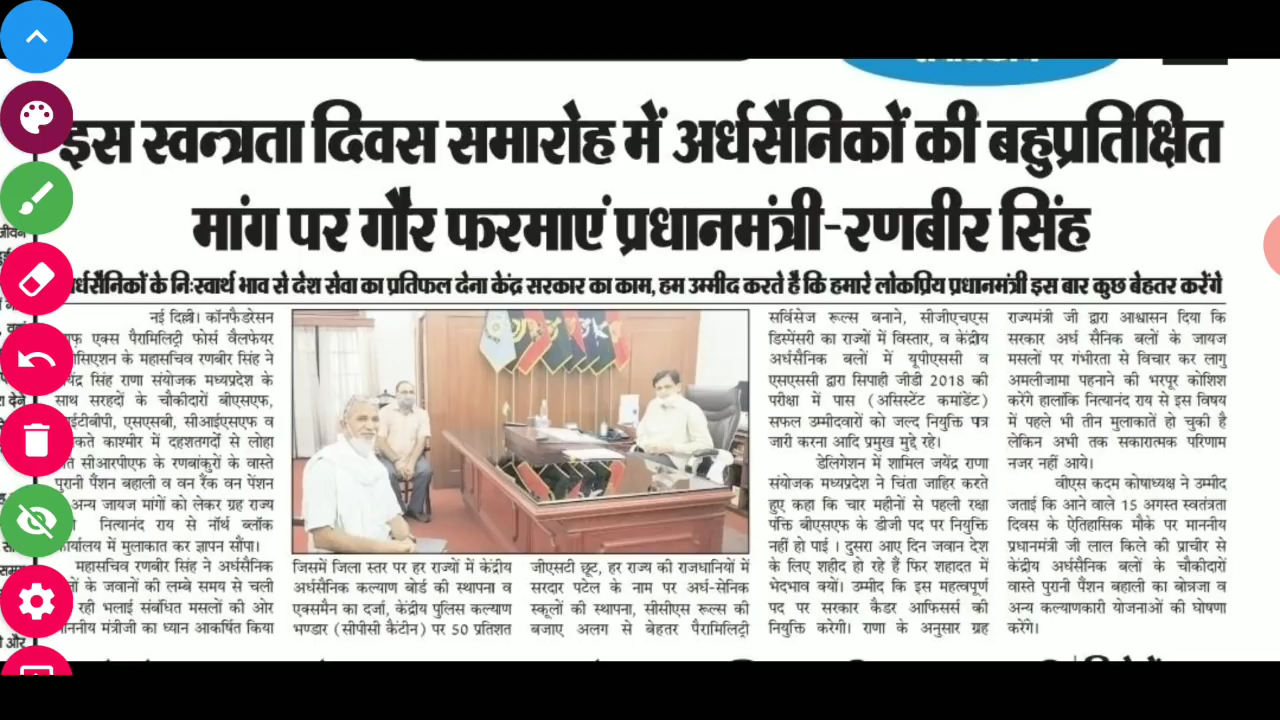 इस स्वन्त्रता दिवस समारोह में अर्धसैनिकों की बहुप्रतिक्षित
मांग पर गौर फरमाएं प्रधानमंत्री-रणबीर सिंह
र्धसैनिकों के निःस्वार्थ भाव से देश सेवा का प्रतिफल देना केंद्र सरकार का काम, हम उम्मीद करते है कि हमारे लोकप्रिय प्रधानमंत्री इस बार कुछ बेहतर करेंगे
नई दिल्ली। कॉनफैडरेसन
एक्स पैरामिलिट्री फोर्स वैलफेयर
के महासचिव रणबीर सिंह ने
सिंह राणा संयोजक मध्यप्रदेश के
साथ सरहदों के चौकीदारों बीएसएफ,
एसएसबी, सीआईएसएफ व
काश्मीर में दहशतगर्दों से लोहा
सीआरपीएफ के रणबांकुरों के वास्ते
पुरानी पैंशन बहाली व वन रैंक वन पेंशन
अन्य जायज मांगों को लेकर ग्रह राज्य
नित्यानंद राय से नॉर्थ ब्लॉक
कार्यालय में मुलाकात कर ज्ञापन सौंपा।
महासचिव रणबीर सिंह ने अर्धसैनिक
के जवानों की लम्बे समय से चली
रही भलाई संबंधित मसलों की ओर
माननीय मंत्रीजी का ध्यान आकर्षित किया
जिसमें जिला स्तर पर हर राज्यों में केंद्रीय
अर्धसैनिक कल्याण बोर्ड की स्थापना व
एक्समैन का दर्जा, केंद्रीय पुलिस कल्याण
भण्डार (सीपीसी कैंटीन) पर 50 प्रतिशत
जीएसटी छूट, हर राज्य की राजधानियों में
सरदार पटेल के नाम पर अर्ध-सेनिक
स्कूलों की स्थापना, सीसीएस रूल्स की
बजाए अलग से बेहतर पैरामिलिट्री
सर्विसेज रूल्स बनाने, सीजीएचएस
डिस्पेंसरी का राज्यों में विस्तार, व केंद्रीय
अर्धसैनिक बलों में यूपीएससी व
एसएससी द्वारा सिपाही जीडी 2018 की
परीक्षा में पास (असिस्टेंट कमांडेंट)
सफल उम्मीदवारों को जल्द नियुक्ति पत्र
जारी करना आदि प्रमुख मुद्दे रहे।
डेलिगेशन में शामिल जयेंद्र राणा
संयोजक मध्यप्रदेश ने चिंता जाहिर करते
हुए कहा कि चार महीनों से पहली रक्षा
पंक्ति बीएसएफ के डीजी पद पर नियुक्ति
नहीं हो पाई । दुसरा आए दिन जवान देश
के लिए शहीद हो रहे हैं फिर शहादत में
भेदभाव क्यों। उम्मीद कि इस महत्वपूर्ण
पद पर सरकार कैडर आफिसर्स की
नियुक्ति करेगी। राणा के अनुसार ग्रह
राज्यमंत्री जी द्वारा आश्वासन दिया कि
सरकार अर्ध सैनिक बलों के जायज
मसलों पर गंभीरता से विचार कर लागु
अमलीजामा पहनाने की भरपूर कोशिश
करेंगे हालाँकि नित्यानंद राय से इस विषय
में पहले भी तीन मुलाकाते हो चुकी है
लेकिन अभी तक सकारात्मक परिणाम
नजर नहीं आये।
वीएस कदम कोषाध्यक्ष ने उम्मीद
जताई कि आने वाले 15 अगस्त स्वतंत्रता
दिवस के ऐतिहासिक मौके पर माननीय
प्रधानमंत्री जी लाल किले की प्राचीर से
केंद्रीय अर्धसैनिक बलों के चौकीदारों
वास्ते पुरानी पैंशन बहाली का बोन्नजा व
अन्य कल्याणकारी योजनाओं की घोषणा
करेंगे।